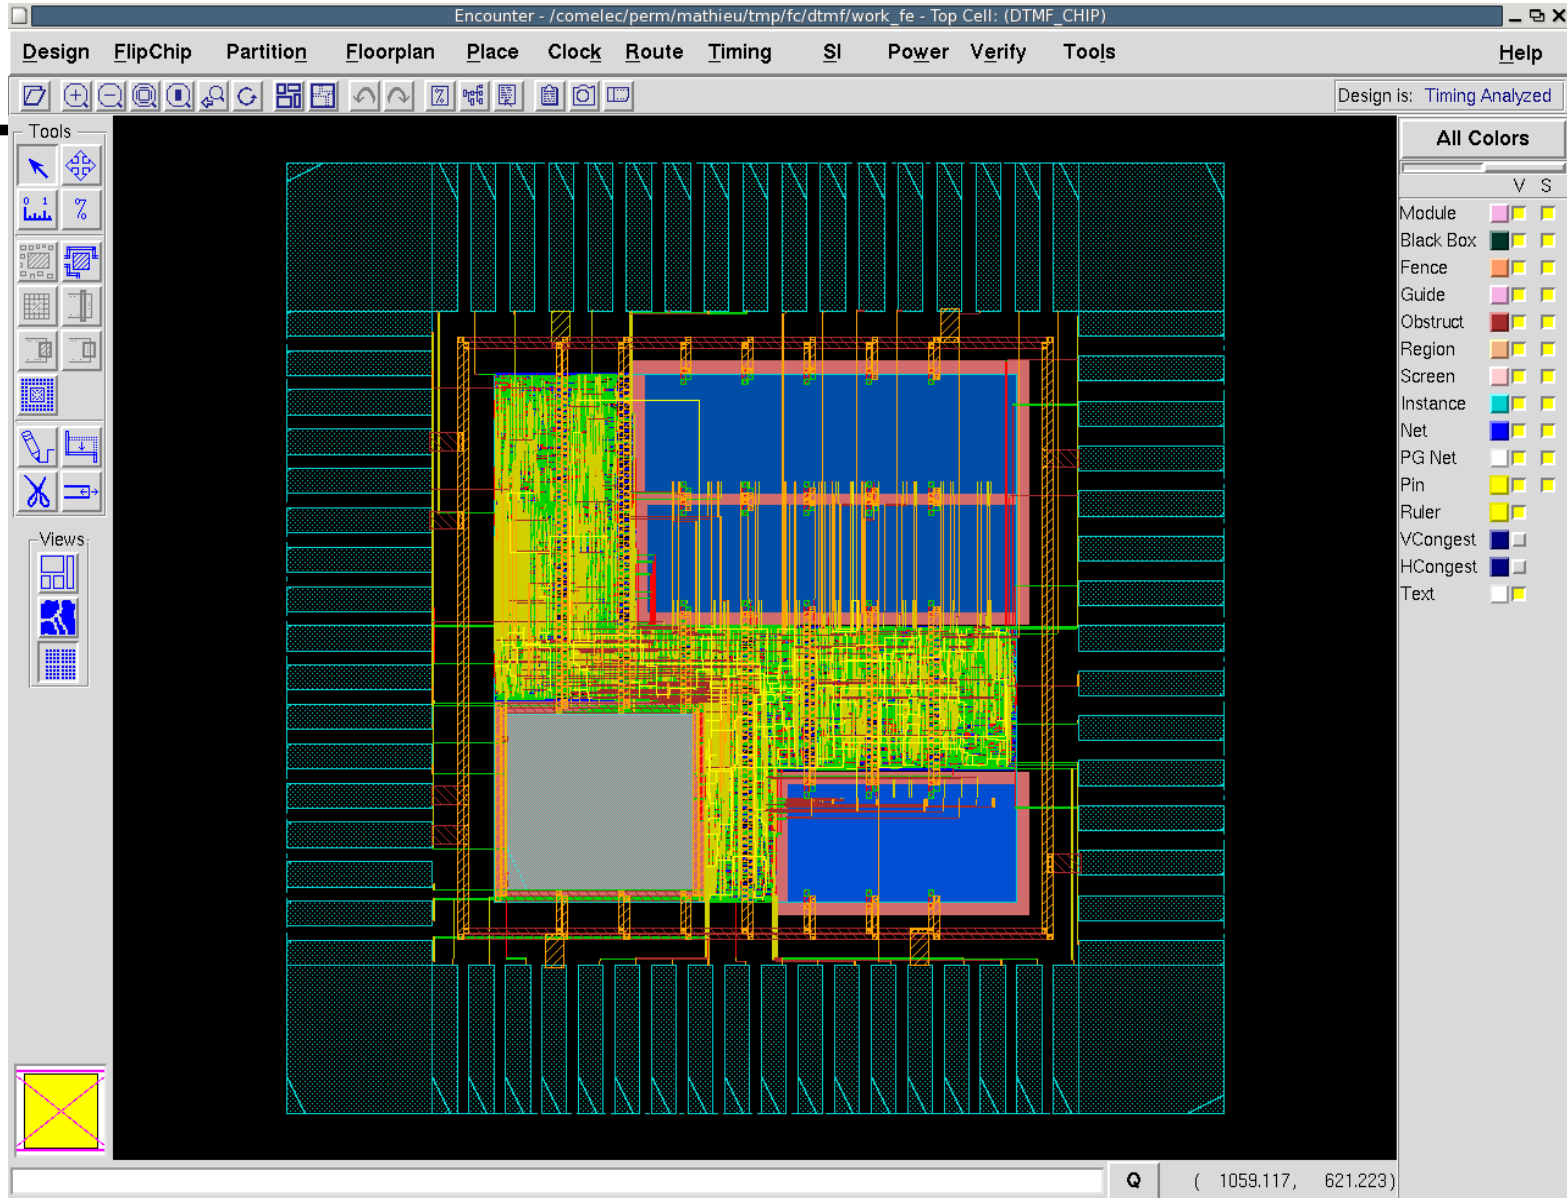 Encounter - /comelec/perm/mathieu/tmp/fc/dtmf/work_fe - Top Cell: (DTMF_CHIP)
Design FlipChip Partition Floorplan Place Clock Route Timing SI Power Verify Tools Help
Design is: Timing Analyzed
Tools
All Colors
V S
0 1
%
Module
Black Box
Fence
Guide
Obstruct
Region
Screen
Instance
Net
PG Net
Pin
Ruler
VCongest
HCongest
Text
Views
Q ( 1059.117, 621.223)